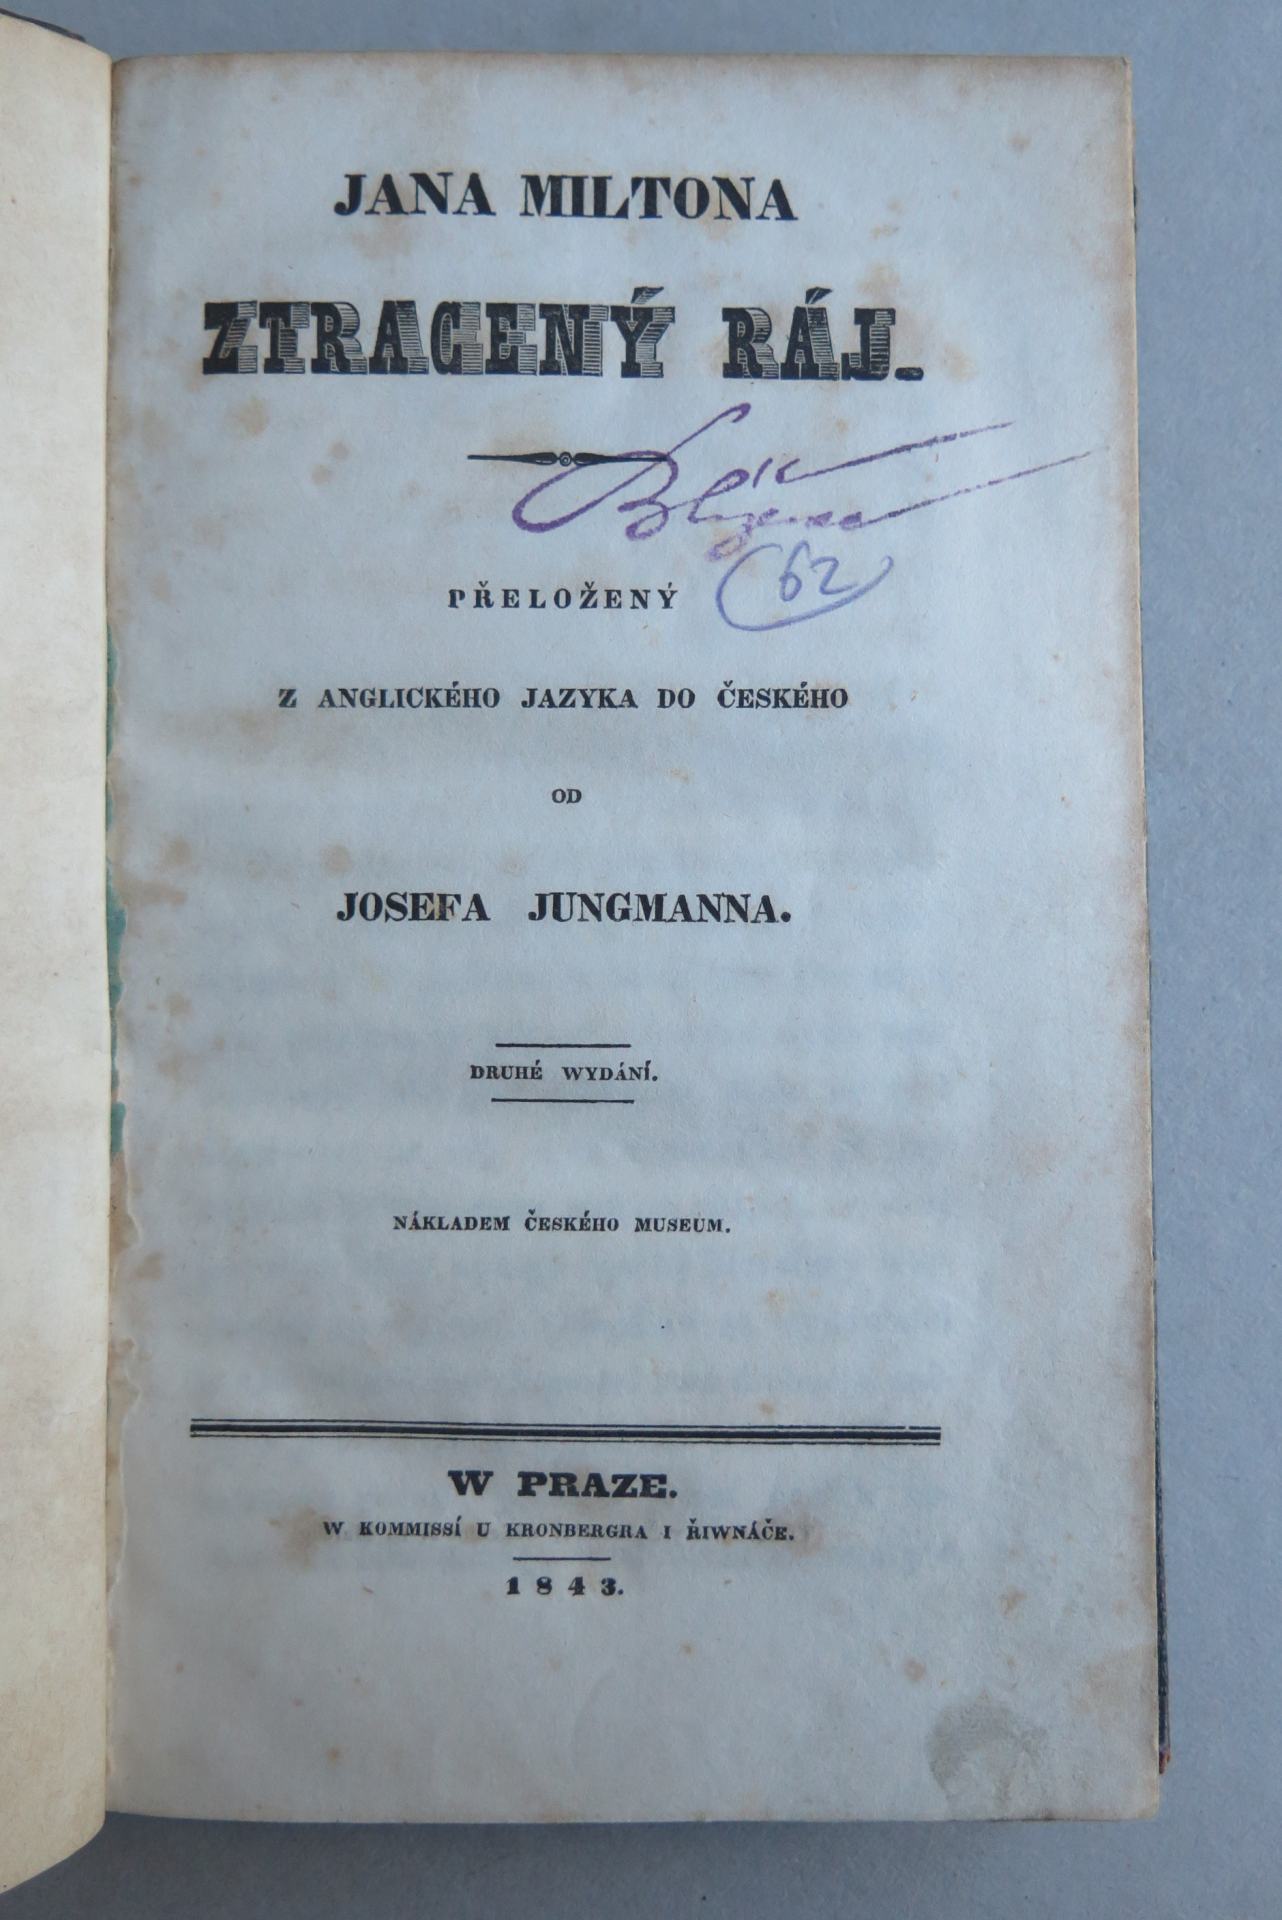 JANA MILTONA
ZTRACENÝ RÁJ.
62
PŘELOŽENÝ
Z ANGLICKÉHO JAZYKA DO ČESKÉHO
OD
JOSEFA JUNGMANNA.
DRUHÉ WYDÁNÍ.
NÁKLADEM ČESKÉHO MUSEUM.
W PRAZE.
W KOMMISSÍ U KRONBERGRA I ŘIWNÁČE.
1843.